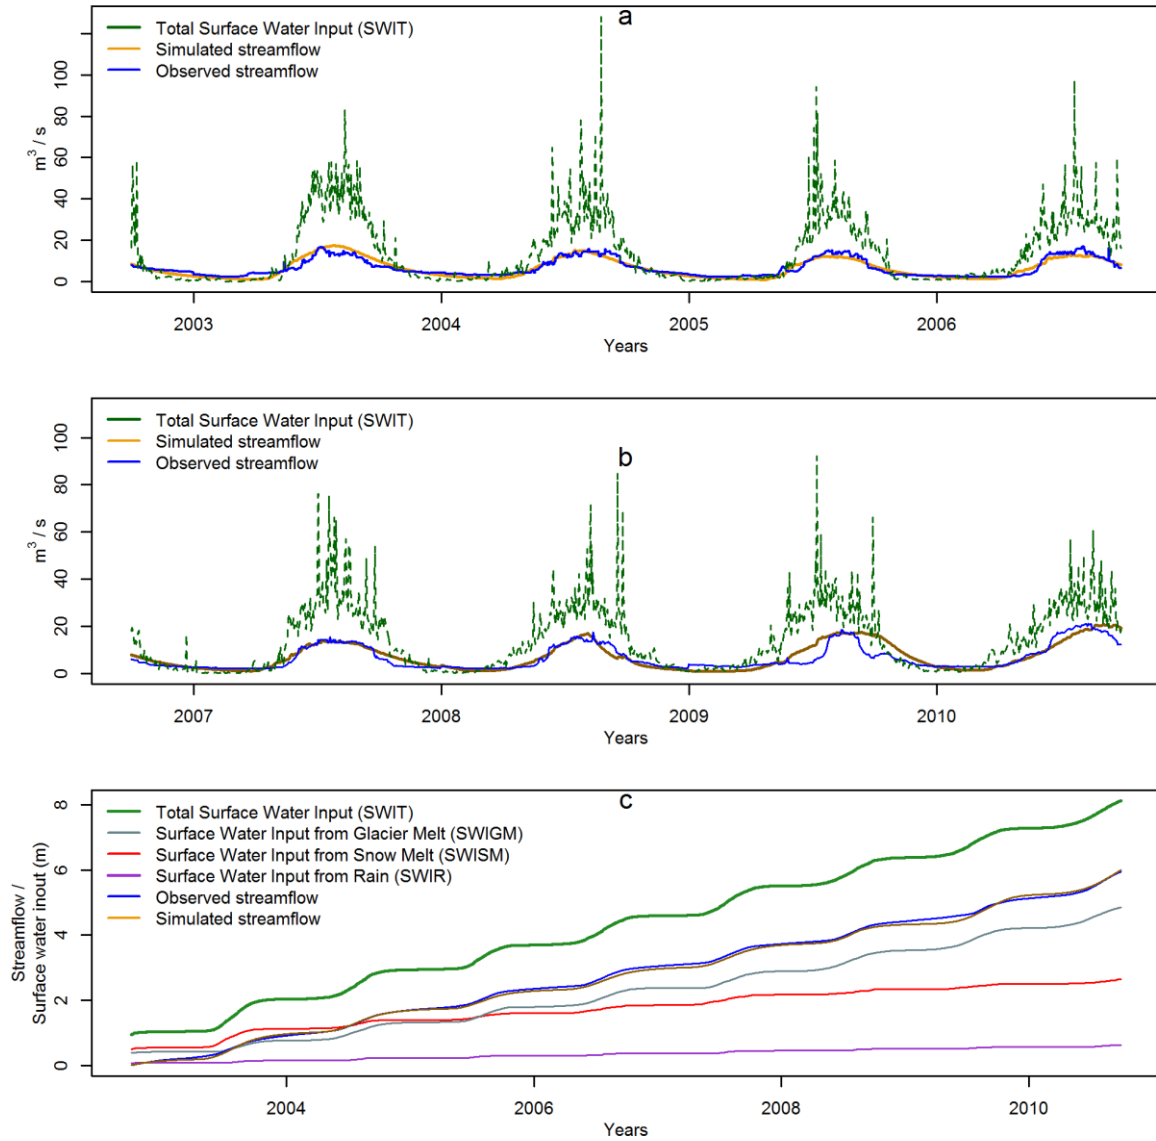 a
Total Surface Water Input (SWIT)
Simulated streamflow
Observed streamflow
m³ / s
0 20 40 60 80 100
2003 2004 2005 2006
Years
b
Total Surface Water Input (SWIT)
Simulated streamflow
Observed streamflow
m³ / s
0 20 40 60 80 100
2007 2008 2009 2010
Years
c
Total Surface Water Input (SWIT)
Surface Water Input from Glacier Melt (SWIGM)
Surface Water Input from Snow Melt (SWISM)
Surface Water Input from Rain (SWIR)
Observed streamflow
Simulated streamflow
Streamflow /
Surface water inout (m)
0 2 4 6 8
2004 2006 2008 2010
Years